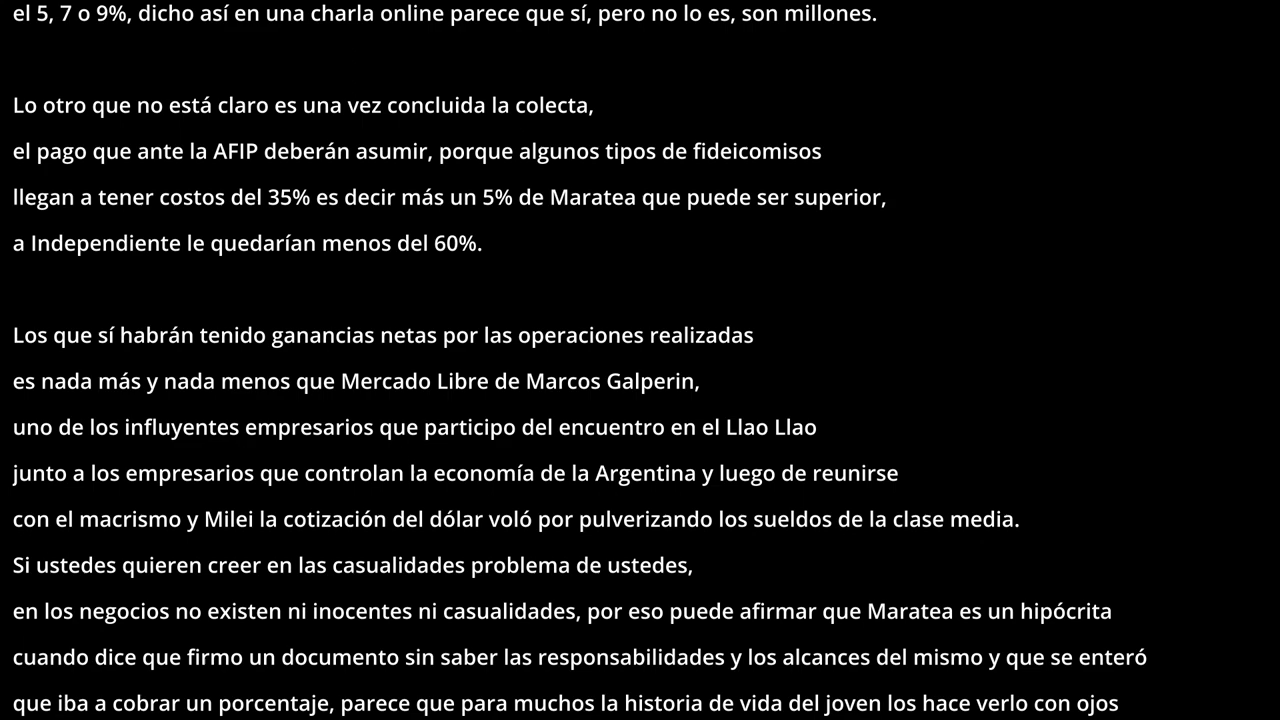 el 5, 7 o 9%, dicho así en una charla online parece que sí, pero no lo es, son millones.
Lo otro que no está claro es una vez concluida la colecta,
el pago que ante la AFIP deberán asumir, porque algunos tipos de fideicomisos
llegan a tener costos del 35% es decir más un 5% de Maratea que puede ser superior,
a Independiente le quedarían menos del 60%.
Los que sí habrán tenido ganancias netas por las operaciones realizadas
es nada más y nada menos que Mercado Libre de Marcos Galperin,
uno de los influyentes empresarios que participo del encuentro en el Llao Llao
junto a los empresarios que controlan la economía de la Argentina y luego de reunirse
con el macrismo y Milei la cotización del dólar voló por pulverizando los sueldos de la clase media.
Si ustedes quieren creer en las casualidades problema de ustedes,
en los negocios no existen ni inocentes ni casualidades, por eso puede afirmar que Maratea es un hipócrita
cuando dice que firmo un documento sin saber las responsabilidades y los alcances del mismo y que se enteró
que iba a cobrar un porcentaje, parece que para muchos la historia de vida del joven los hace verlo con ojos